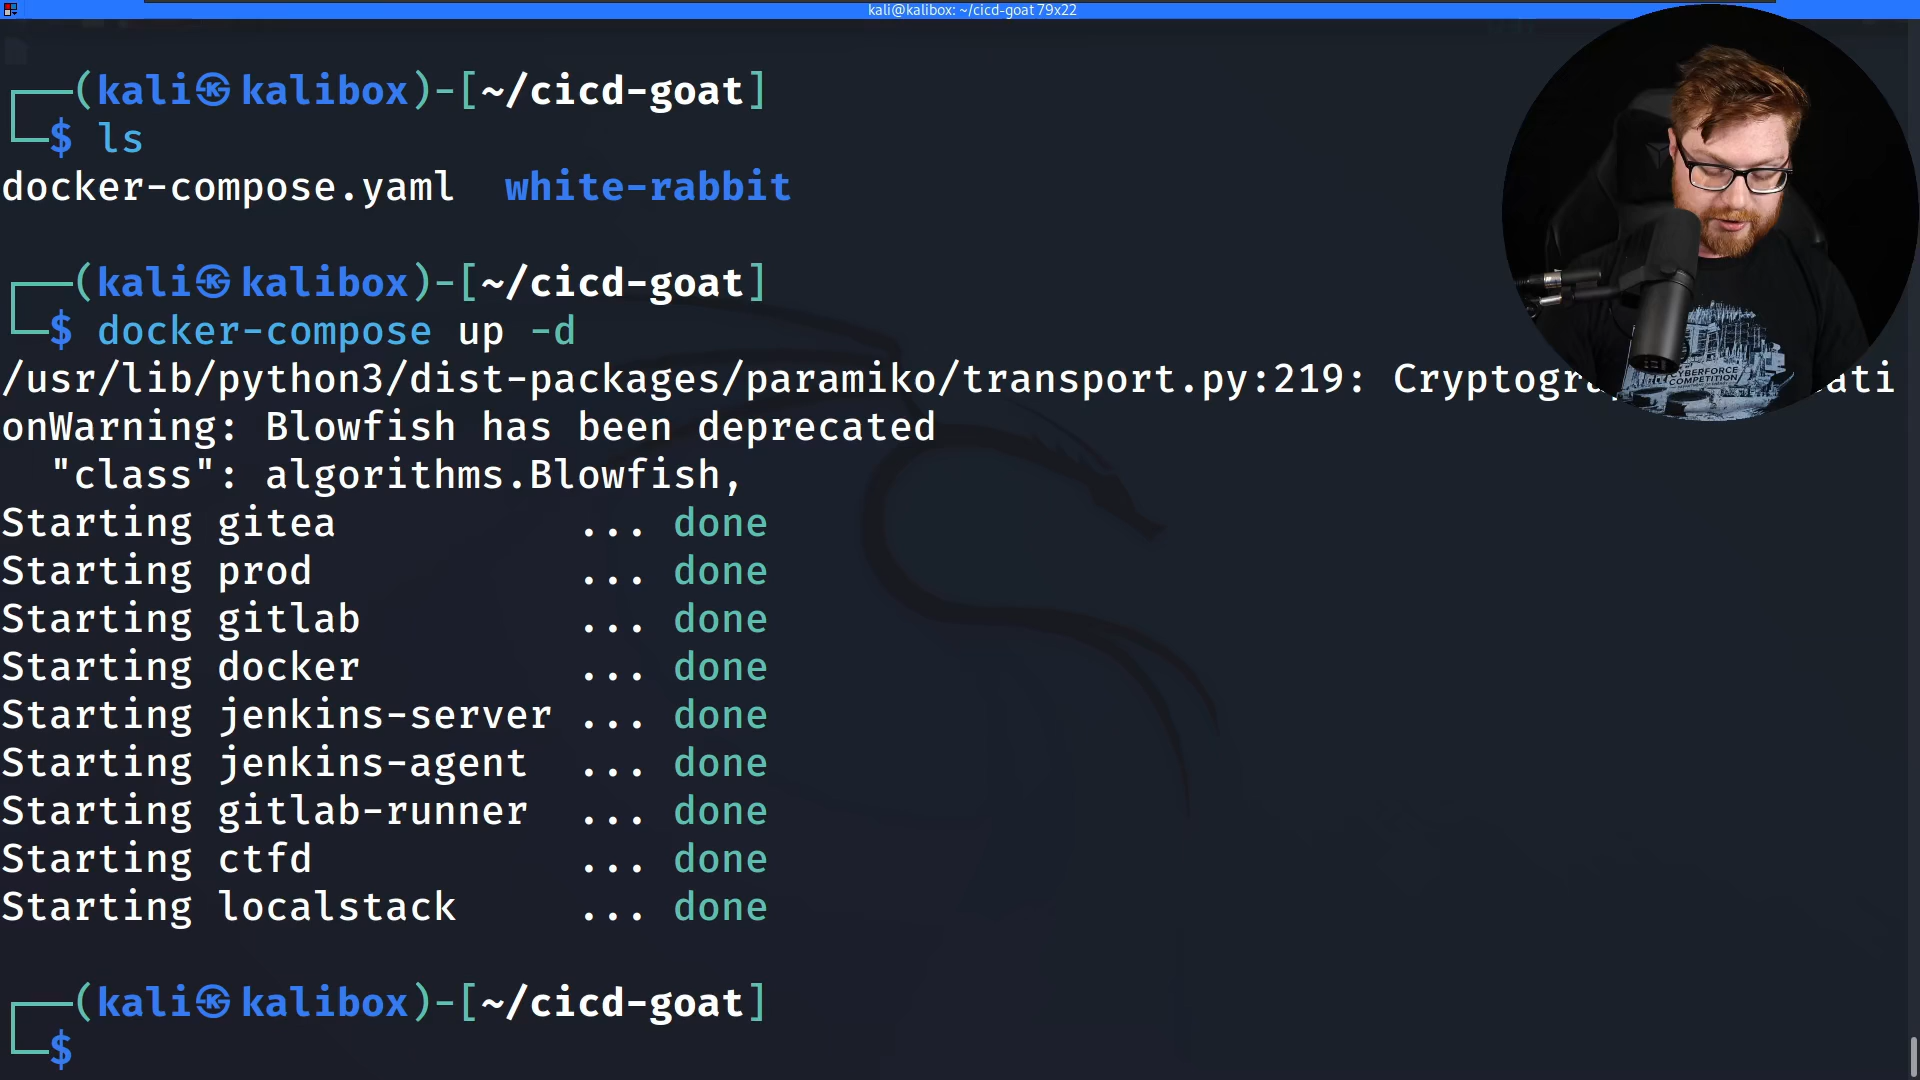 kali@kalibox: ~/cicd-goat 79x22
(kali㉿kalibox)-[~/cicd-goat]
$ ls
docker-compose.yaml  white-rabbit
(kali㉿kalibox)-[~/cicd-goat]
$ docker-compose up -d
/usr/lib/python3/dist-packages/paramiko/transport.py:219:
onWarning: Blowfish has been deprecated
"class": algorithms.Blowfish,
Starting gitea ... done
Starting prod ... done
Starting gitlab ... done
Starting docker ... done
Starting jenkins-server ... done
Starting jenkins-agent ... done
Starting gitlab-runner ... done
Starting ctfd ... done
Starting localstack ... done
(kali㉿kalibox)-[~/cicd-goat]
$
CYBERFORCE
COMPETITION